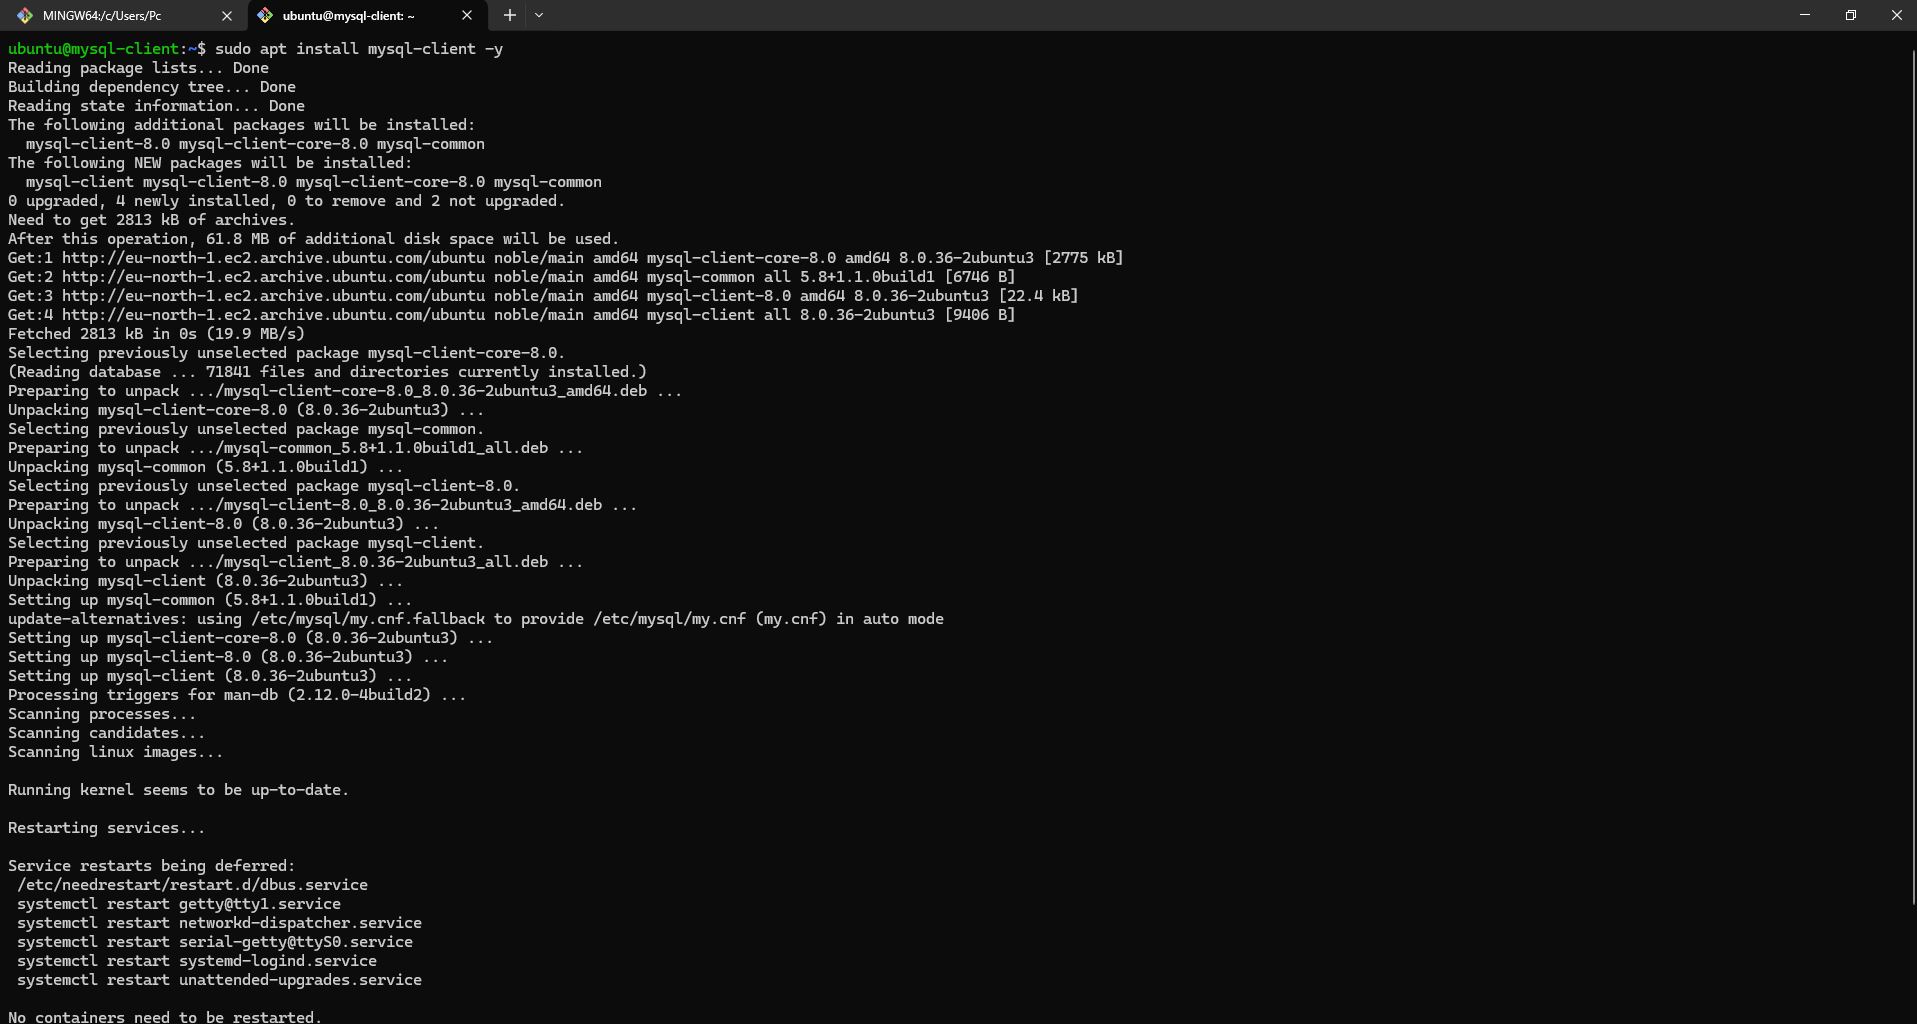 MINGW64:/c/Users/Pc
ubuntu@mysql-client: ~
ubuntu@mysql-client:~$ sudo apt install mysql-client -y
Reading package lists... Done
Building dependency tree... Done
Reading state information... Done
The following additional packages will be installed:
  mysql-client-8.0 mysql-client-core-8.0 mysql-common
The following NEW packages will be installed:
  mysql-client mysql-client-8.0 mysql-client-core-8.0 mysql-common
0 upgraded, 4 newly installed, 0 to remove and 2 not upgraded.
Need to get 2813 kB of archives.
After this operation, 61.8 MB of additional disk space will be used.
Get:1 http://eu-north-1.ec2.archive.ubuntu.com/ubuntu noble/main amd64 mysql-client-core-8.0 amd64 8.0.36-2ubuntu3 [2775 kB]
Get:2 http://eu-north-1.ec2.archive.ubuntu.com/ubuntu noble/main amd64 mysql-common all 5.8+1.1.0build1 [6746 B]
Get:3 http://eu-north-1.ec2.archive.ubuntu.com/ubuntu noble/main amd64 mysql-client-8.0 amd64 8.0.36-2ubuntu3 [22.4 kB]
Get:4 http://eu-north-1.ec2.archive.ubuntu.com/ubuntu noble/main amd64 mysql-client all 8.0.36-2ubuntu3 [9406 B]
Fetched 2813 kB in 0s (19.9 MB/s)
Selecting previously unselected package mysql-client-core-8.0.
(Reading database ... 71841 files and directories currently installed.)
Preparing to unpack .../mysql-client-core-8.0_8.0.36-2ubuntu3_amd64.deb ...
Unpacking mysql-client-core-8.0 (8.0.36-2ubuntu3) ...
Selecting previously unselected package mysql-common.
Preparing to unpack .../mysql-common_5.8+1.1.0build1_all.deb ...
Unpacking mysql-common (5.8+1.1.0build1) ...
Selecting previously unselected package mysql-client-8.0.
Preparing to unpack .../mysql-client-8.0_8.0.36-2ubuntu3_amd64.deb ...
Unpacking mysql-client-8.0 (8.0.36-2ubuntu3) ...
Selecting previously unselected package mysql-client.
Preparing to unpack .../mysql-client_8.0.36-2ubuntu3_all.deb ...
Unpacking mysql-client (8.0.36-2ubuntu3) ...
Setting up mysql-common (5.8+1.1.0build1) ...
update-alternatives: using /etc/mysql/my.cnf.fallback to provide /etc/mysql/my.cnf (my.cnf) in auto mode
Setting up mysql-client-core-8.0 (8.0.36-2ubuntu3) ...
Setting up mysql-client-8.0 (8.0.36-2ubuntu3) ...
Setting up mysql-client (8.0.36-2ubuntu3) ...
Processing triggers for man-db (2.12.0-4build2) ...
Scanning processes...
Scanning candidates...
Scanning linux images...
Running kernel seems to be up-to-date.
Restarting services...
Service restarts being deferred:
 /etc/needrestart/restart.d/dbus.service
 systemctl restart getty@tty1.service
 systemctl restart networkd-dispatcher.service
 systemctl restart serial-getty@ttyS0.service
 systemctl restart systemd-logind.service
 systemctl restart unattended-upgrades.service
No containers need to be restarted.